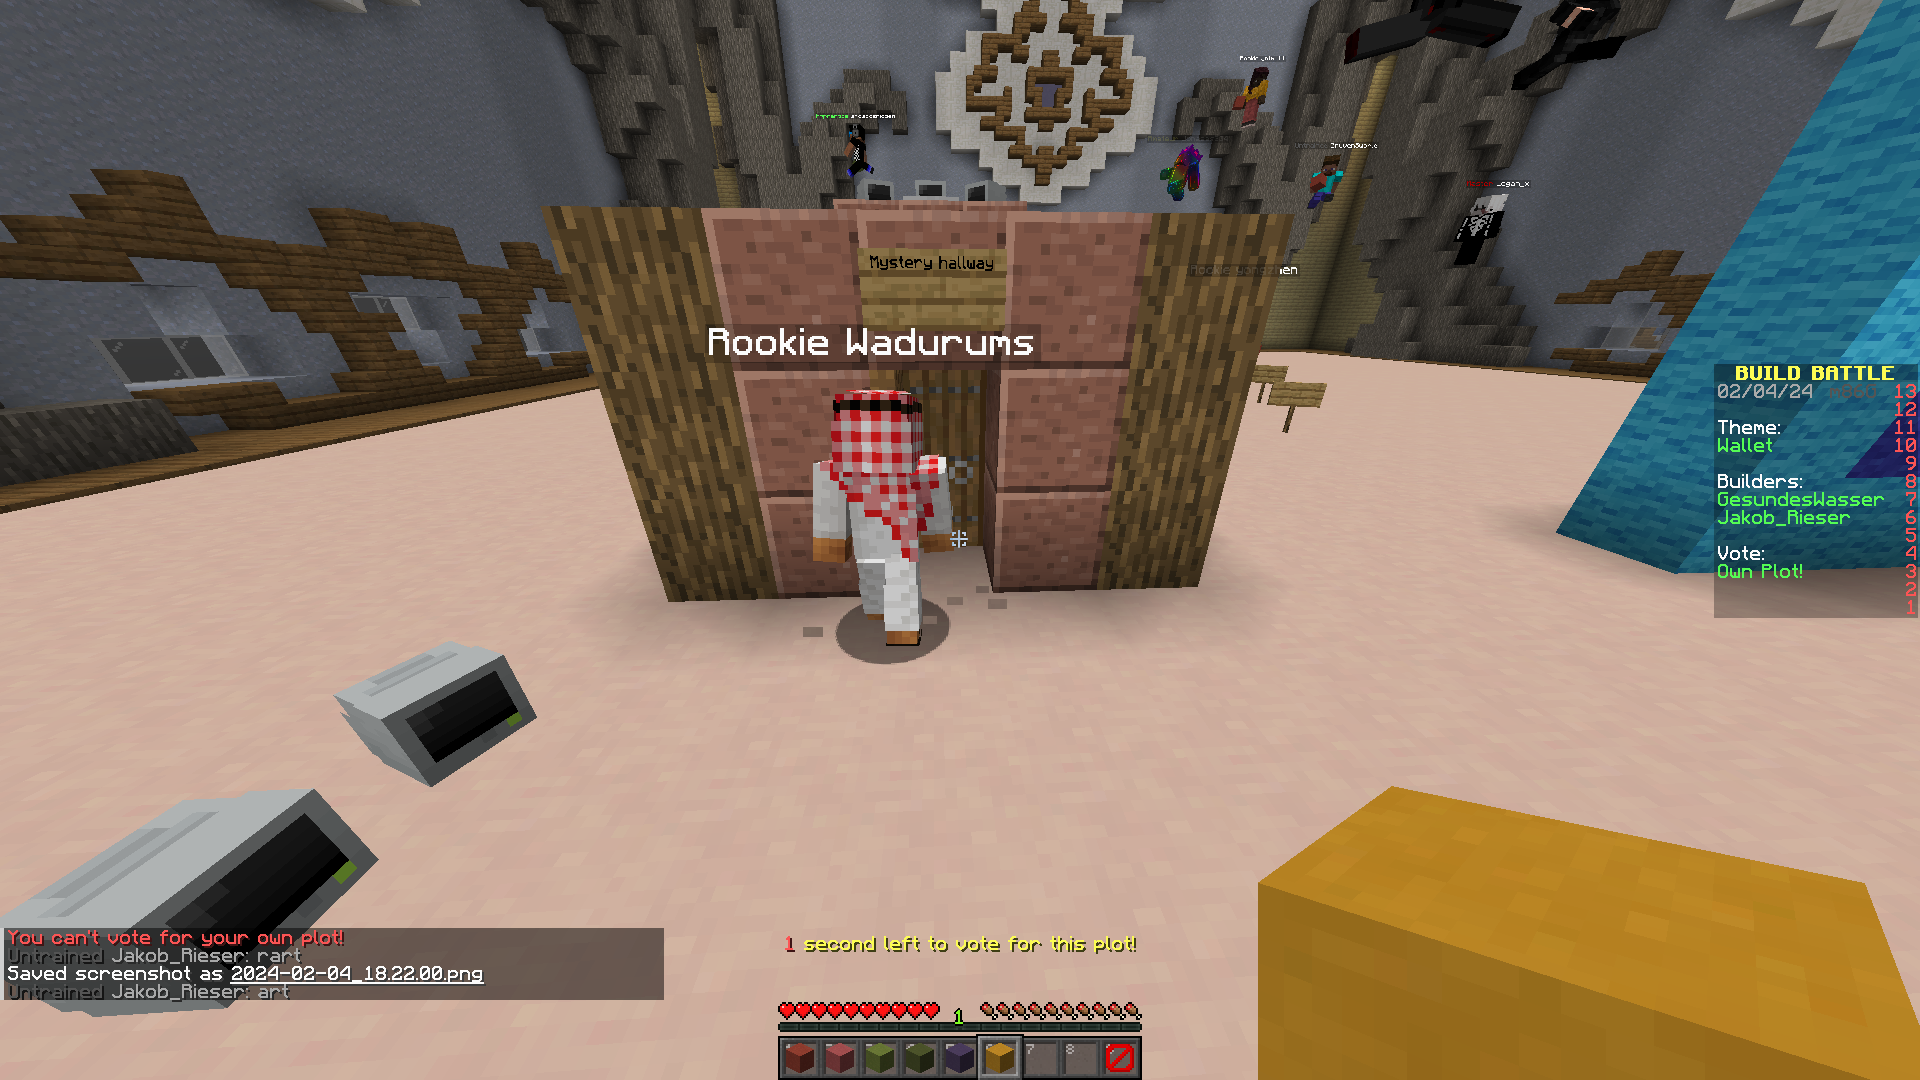 Mystery hallway
Rookie Wadurums
BUILD BATTLE
02/04/24 13
12
Theme: 11
Wallet 10
9
Builders: 8
GesundesWasser 7
Jakob_Rieser 6
5
Vote: 4
Own Plot! 3
2
1
1 second left to vote for this plot!
You can't vote for your own plot!
Untrained Jakob_Rieser: rart
Saved screenshot as 2024-02-04_18.22.00.png
Untrained Jakob_Rieser: art
1
7
8